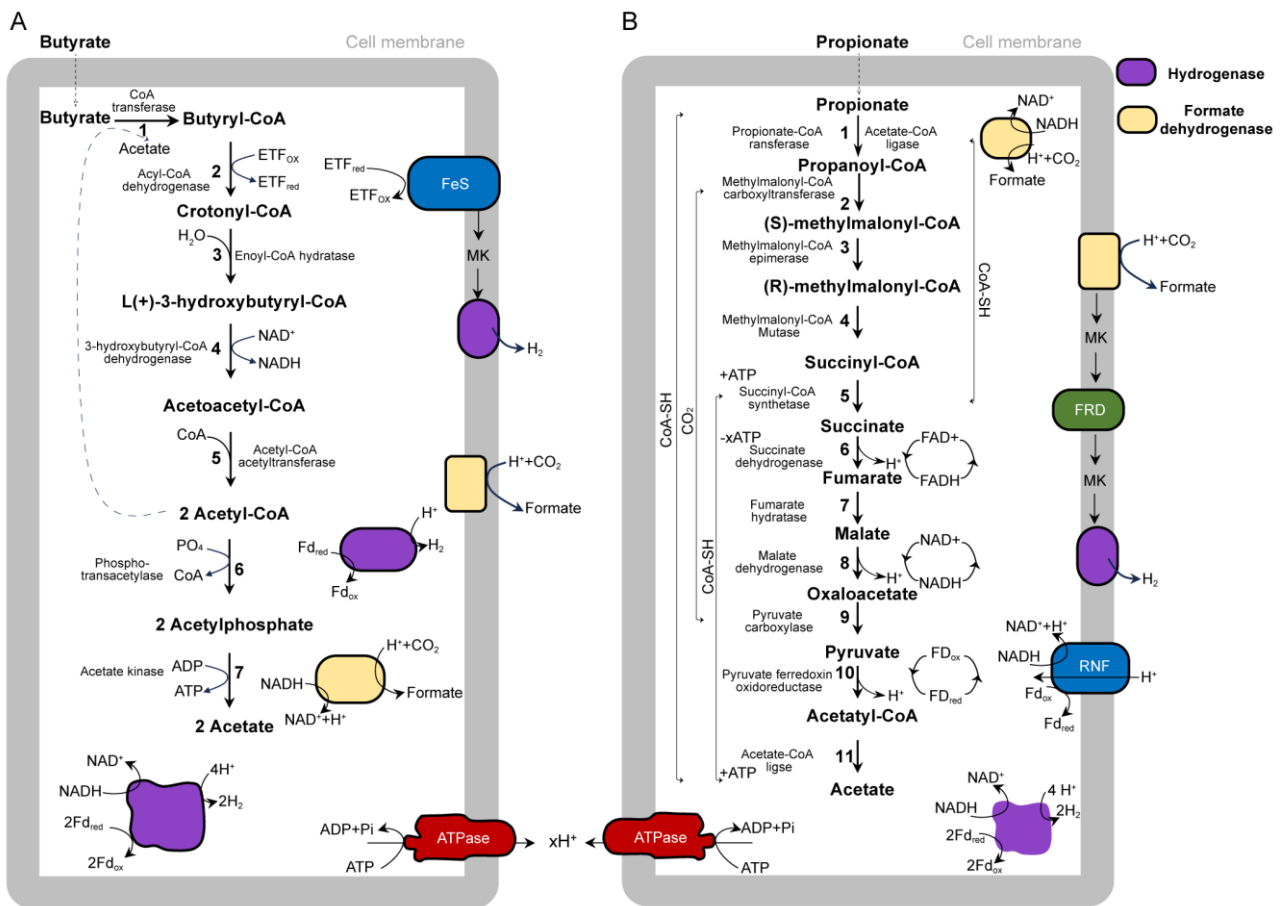 A
Butyrate
Cell membrane
CoA
transferase
Butyrate
1
Butyryl-CoA
Acetate
2
Acyl-CoA
dehydrogenase
ETFOX
ETFred
Crotonyl-CoA
H₂O
3
Enoyl-CoA hydratase
L(+)-3-hydroxybutyryl-CoA
3-hydroxybutyryl-CoA
dehydrogenase
4
NAD⁺
NADH
Acetoacetyl-CoA
CoA
5
Acetyl-CoA
acetyltransferase
2 Acetyl-CoA
PO₄
Phospho-
transacetylase
CoA
6
2 Acetylphosphate
Acetate kinase
ADP
7
ATP
2 Acetate
ETFred
ETFOX
FeS
MK
H₂
H⁺+CO₂
Formate
H⁺
Fdred
H₂
Fdox
H⁺+CO₂
NADH
Formate
NAD⁺+H⁺
NAD⁺
4H⁺
NADH
2H₂
2Fdred
2Fdox
ADP+Pi
ATPase
ATP
xH⁺
B
Propionate
Cell membrane
Propionate
Propionate-CoA
ransferase
1
Acetate-CoA
ligase
Propanoyl-CoA
Methylmalonyl-CoA
carboxyltransferase
2
(S)-methylmalonyl-CoA
Methylmalonyl-CoA
epimerase
3
(R)-methylmalonyl-CoA
Methylmalonyl-CoA
Mutase
4
Succinyl-CoA
+ATP
Succinyl-CoA
synthetase
5
Succinate
-xATP
Succinate
dehydrogenase
6
H⁺
FAD+
FADH
Fumarate
Fumarate
hydratase
7
Malate
Malate
dehydrogenase
8
H⁺
NAD+
NADH
Oxaloacetate
Pyruvate
carboxylase
9
Pyruvate
Pyruvate ferredoxin
oxidoreductase
10
H⁺
FDox
FDred
Acetatyl-CoA
Acetate-CoA
ligse
11
+ATP
Acetate
CoA-SH
CO₂
CoA-SH
CoA-SH
NAD⁺
NADH
H⁺+CO₂
Formate
H⁺+CO₂
Formate
MK
FRD
MK
H₂
NAD⁺+H⁺
NADH
RNF
H⁺
Fdox
Fdred
NAD⁺
4 H⁺
NADH
2H₂
2Fdred
2Fdox
ATPase
ADP+Pi
ATP
Hydrogenase
Formate
dehydrogenase